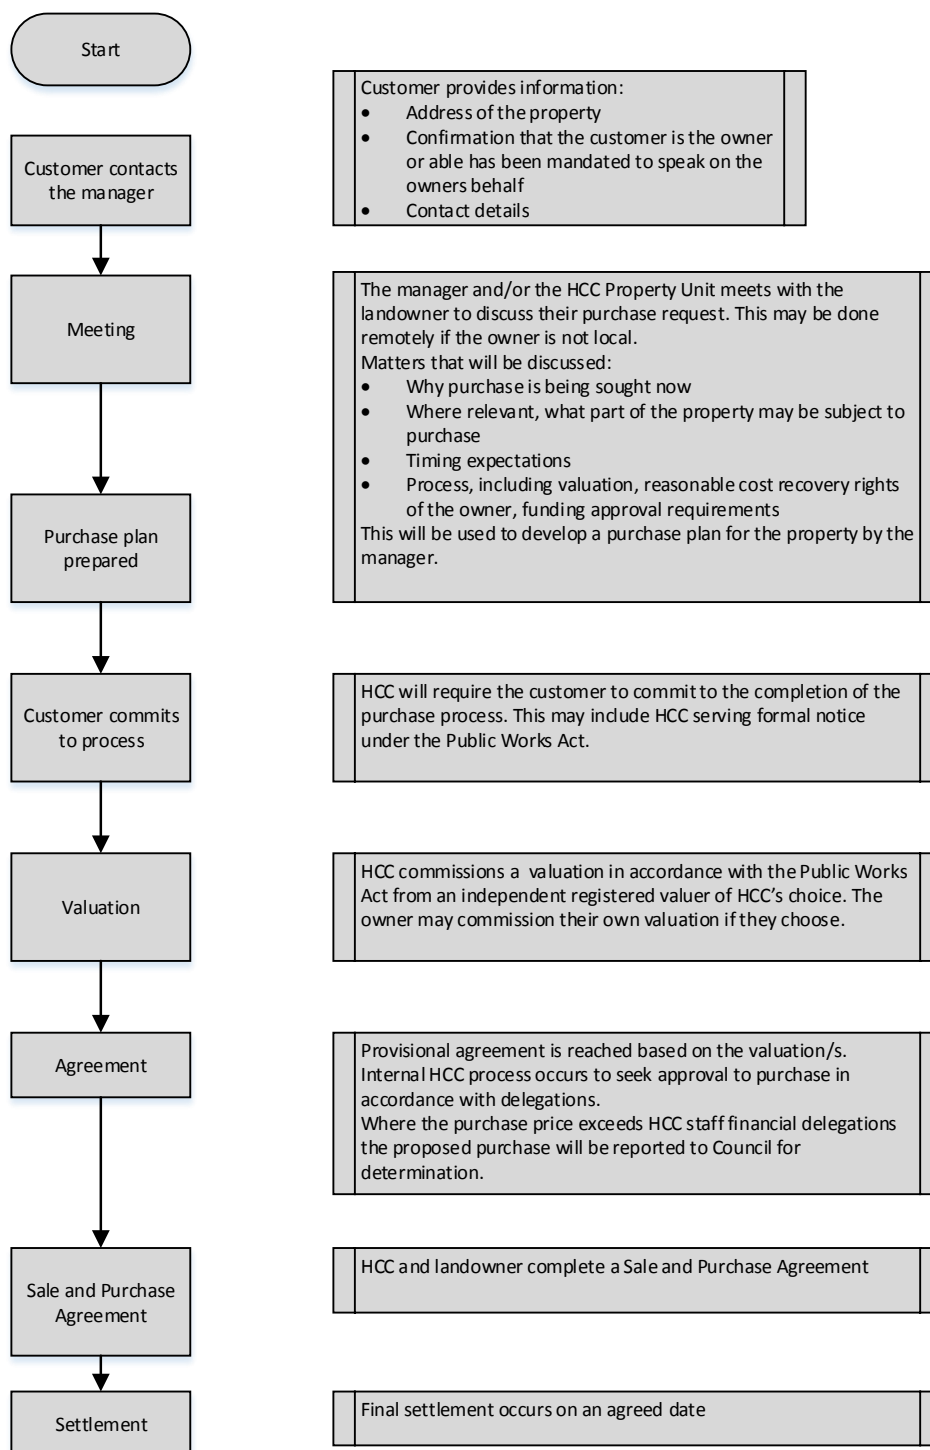 Start
Customer contacts
the manager
Customer provides information:
• Address of the property
• Confirmation that the customer is the owner
or able has been mandated to speak on the
owners behalf
• Contact details
Meeting
The manager and/or the HCC Property Unit meets with the
landowner to discuss their purchase request. This may be done
remotely if the owner is not local.
Matters that will be discussed:
• Why purchase is being sought now
• Where relevant, what part of the property may be subject to
purchase
• Timing expectations
• Process, including valuation, reasonable cost recovery rights
of the owner, funding approval requirements
This will be used to develop a purchase plan for the property by the
manager.
Purchase plan
prepared
Customer commits
to process
HCC will require the customer to commit to the completion of the
purchase process. This may include HCC serving formal notice
under the Public Works Act.
Valuation
HCC commissions a valuation in accordance with the Public Works
Act from an independent registered valuer of HCC’s choice. The
owner may commission their own valuation if they choose.
Agreement
Provisional agreement is reached based on the valuation/s.
Internal HCC process occurs to seek approval to purchase in
accordance with delegations.
Where the purchase price exceeds HCC staff financial delegations
the proposed purchase will be reported to Council for
determination.
Sale and Purchase
Agreement
HCC and landowner complete a Sale and Purchase Agreement
Settlement
Final settlement occurs on an agreed date